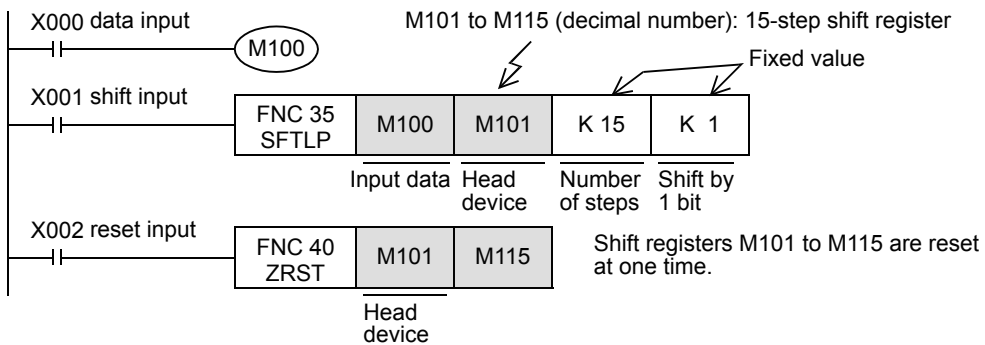 X000 data input
M101 to M115 (decimal number): 15-step shift register
M100
Fixed value
X001 shift input
FNC 35
SFTLP
M100
M101
K 15
K 1
Input data
Head
device
Number
of steps
Shift by
1 bit
X002 reset input
FNC 40
ZRST
M101
M115
Shift registers M101 to M115 are reset
at one time.
Head
device